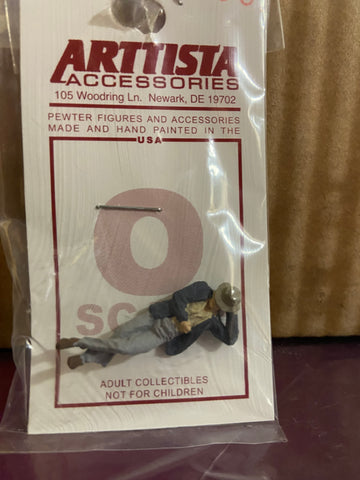 ARTTISTA
ACCESSORIES
105 Woodring Ln. Newark, DE 19702
PEWTER FIGURES AND ACCESSORIES
MADE AND HAND PAINTED IN THE
USA
O
ADULT COLLECTIBLES
NOT FOR CHILDREN